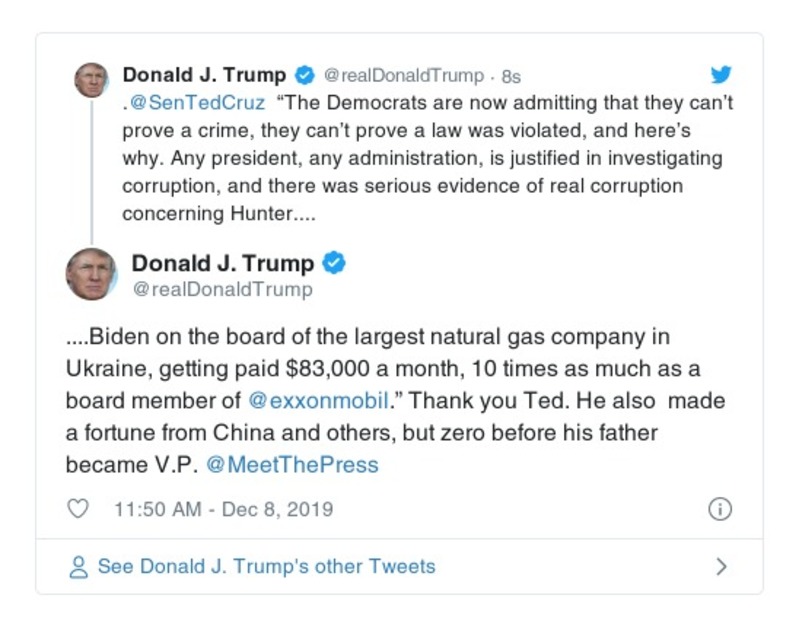 Donald J. Trump @realDonaldTrump · 8s
.@SenTedCruz “The Democrats are now admitting that they can’t
prove a crime, they can’t prove a law was violated, and here’s
why. Any president, any administration, is justified in investigating
corruption, and there was serious evidence of real corruption
concerning Hunter....
Donald J. Trump
@realDonaldTrump
....Biden on the board of the largest natural gas company in
Ukraine, getting paid $83,000 a month, 10 times as much as a
board member of @exxonmobil.” Thank you Ted. He also  made
a fortune from China and others, but zero before his father
became V.P. @MeetThePress
11:50 AM - Dec 8, 2019
See Donald J. Trump's other Tweets